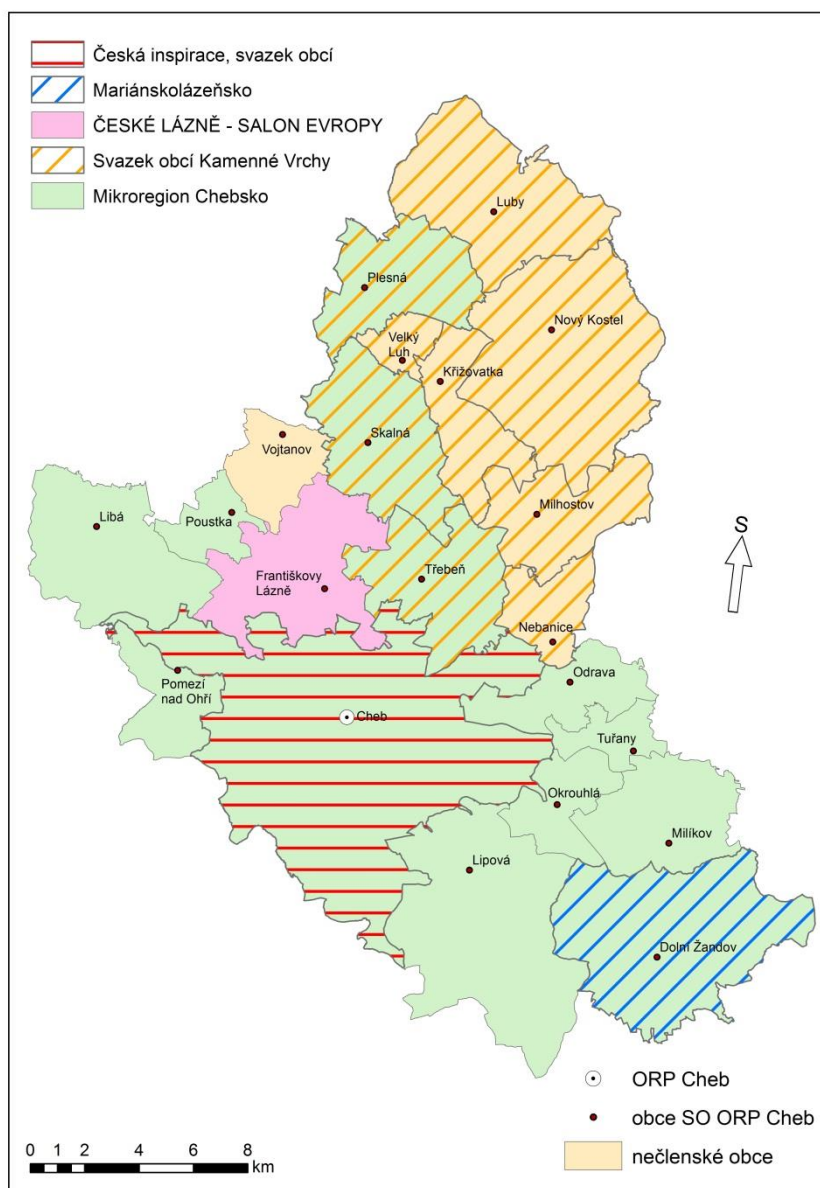 Česká inspirace, svazek obcí
Mariánskolázeňsko
ČESKÉ LÁZNĚ - SALON EVROPY
Svazek obcí Kamenné Vrchy
Mikroregion Chebsko
Luby
Plesná
Nový Kostel
Velký
Luh
Křižovatka
Skalná
Vojtanov
Libá
Poustka
Milhostov
S
Františkovy
Lázně
Třebeň
Nebanice
Pomezí
nad Ohří
Odrava
Cheb
Tuřany
Okrouhlá
Milíkov
Lipová
Dolní Žandov
ORP Cheb
obce SO ORP Cheb
nečlenské obce
0 1 2 4 6 8
km